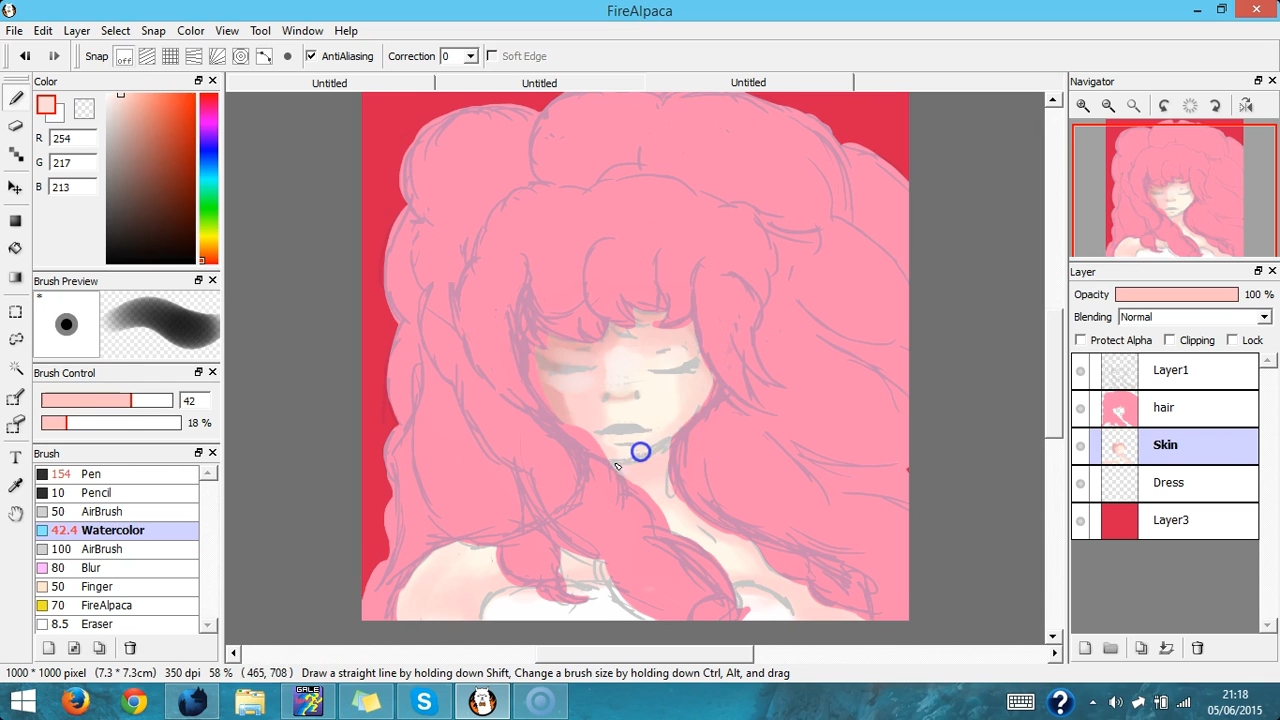 FireAlpaca
File Edit Layer Select Snap Color View Tool Window Help
Snap off AntiAliasing Correction 0 Soft Edge
Color
Untitled Untitled Untitled
Navigator
R 254
G 217
B 213
Brush Preview
*
Layer
Opacity 100 %
Blending Normal
Protect Alpha Clipping Lock
Brush Control
42
18 %
Layer1
hair
Skin
Dress
Layer3
Brush
154 Pen
10 Pencil
50 AirBrush
42.4 Watercolor
100 AirBrush
80 Blur
50 Finger
70 FireAlpaca
8.5 Eraser
1000 * 1000 pixel (7.3 * 7.3cm) 350 dpi 58 % ( 465, 708 ) Draw a straight line by holding down Shift, Change a brush size by holding down Ctrl, Alt, and drag
GALE
21:18
05/06/2015